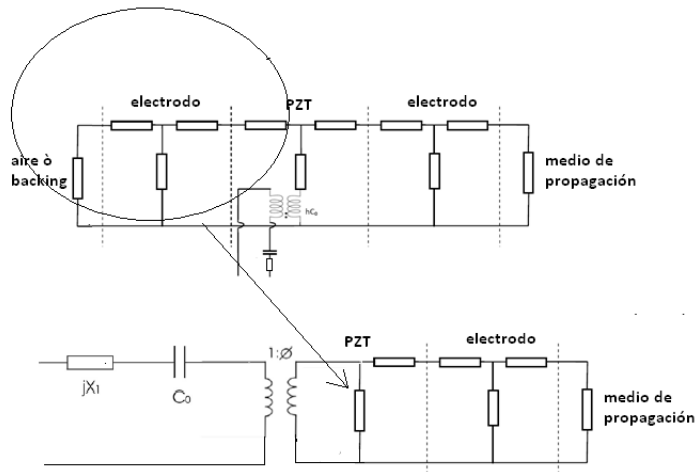 electrodo
PZT
electrodo
aire ò
backing
medio de
propagación
hC₀
PZT
electrodo
1:Ø
jX₁
C₀
medio de
propagación